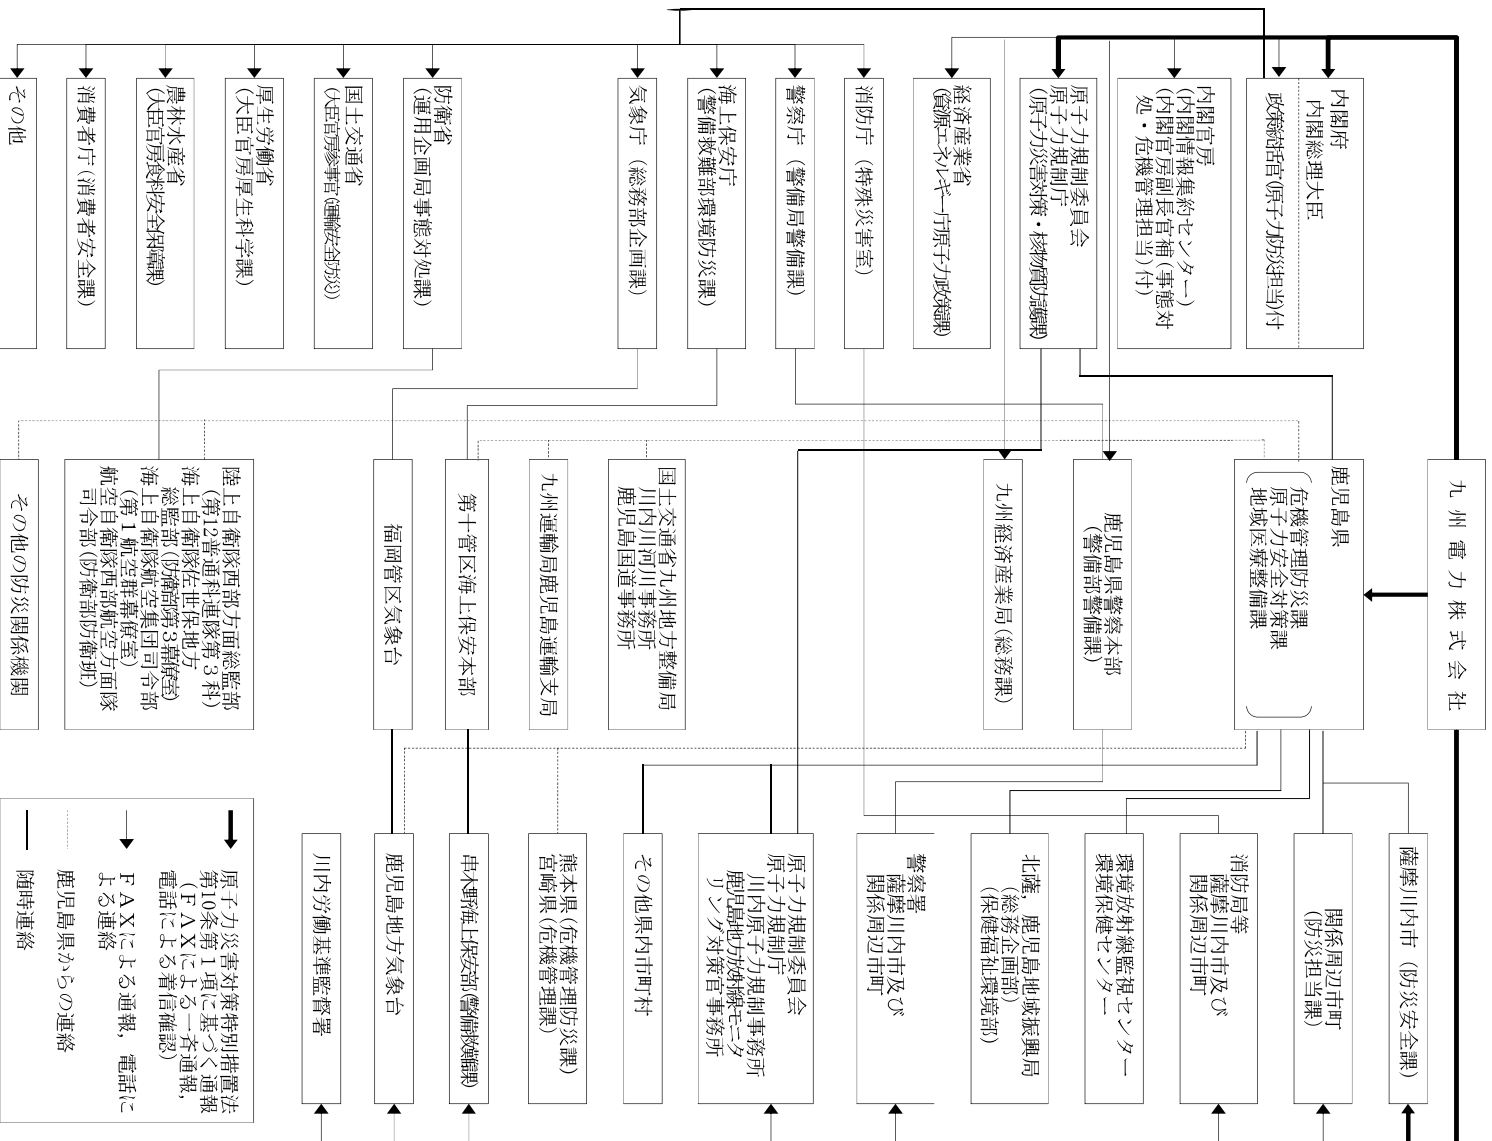 内閣府
内閣総理大臣
政策統括官(原子力防災担当)付
内閣官房
(内閣情報集約センター)
(内閣官房副長官補(事態対
処・危機管理担当)付)
原子力規制委員会
原子力規制庁
(原子力災害対策・核物質防護課)
経済産業省
(資源エネルギー庁原子力政策課)
消防庁(特殊災害室)
警察庁(警備局警備課)
海上保安庁
(警備救難部環境防災課)
気象庁(総務部企画課)
防衛省
(運用企画局事態対処課)
国土交通省
(大臣官房参事官(運輸安全防災))
厚生労働省
(大臣官房厚生科学課)
農林水産省
(大臣官房食料安全保障課)
消費者庁(消費者安全課)
その他
九州電力株式会社
鹿児島県
危機管理防災課
原子力安全対策課
地域医療整備課
鹿児島県警察本部
(警備部警備課)
九州経済産業局(総務課)
国土交通省九州地方整備局
川内川河川事務所
鹿児島国道事務所
九州運輸局鹿児島運輸支局
第十管区海上保安本部
福岡管区気象台
陸上自衛隊西部方面総監部
(第12普通科連隊第3科)
海上自衛隊佐世保地方
総監部(防衛部第3幕僚室)
海上自衛隊航空集団司令部
(第1航空群幕僚室)
航空自衛隊西部航空方面隊
司令部(防衛部防衛班)
その他の防災関係機関
薩摩川内市(防災安全課)
関係周辺市町
(防災担当課)
消防局等
薩摩川内市及び
関係周辺市町
環境放射線監視センター
環境保健センター
北薩,鹿児島地域振興局
(総務企画部)
(保健福祉環境部)
警察署
薩摩川内市及び
関係周辺市町
原子力規制委員会
原子力規制庁
川内原子力規制事務所
鹿児島地方放射線モニタ
リング対策官事務所
その他県内市町村
熊本県(危機管理防災課)
宮崎県(危機管理課)
串木野海上保安部(警備救難課)
鹿児島地方気象台
川内労働基準監督署
原子力災害対策特別措置法
第10条第1項に基づく通報
(FAXによる一斉通報,
電話による着信確認)
FAXによる通報,電話に
よる連絡
鹿児島県からの連絡
随時連絡